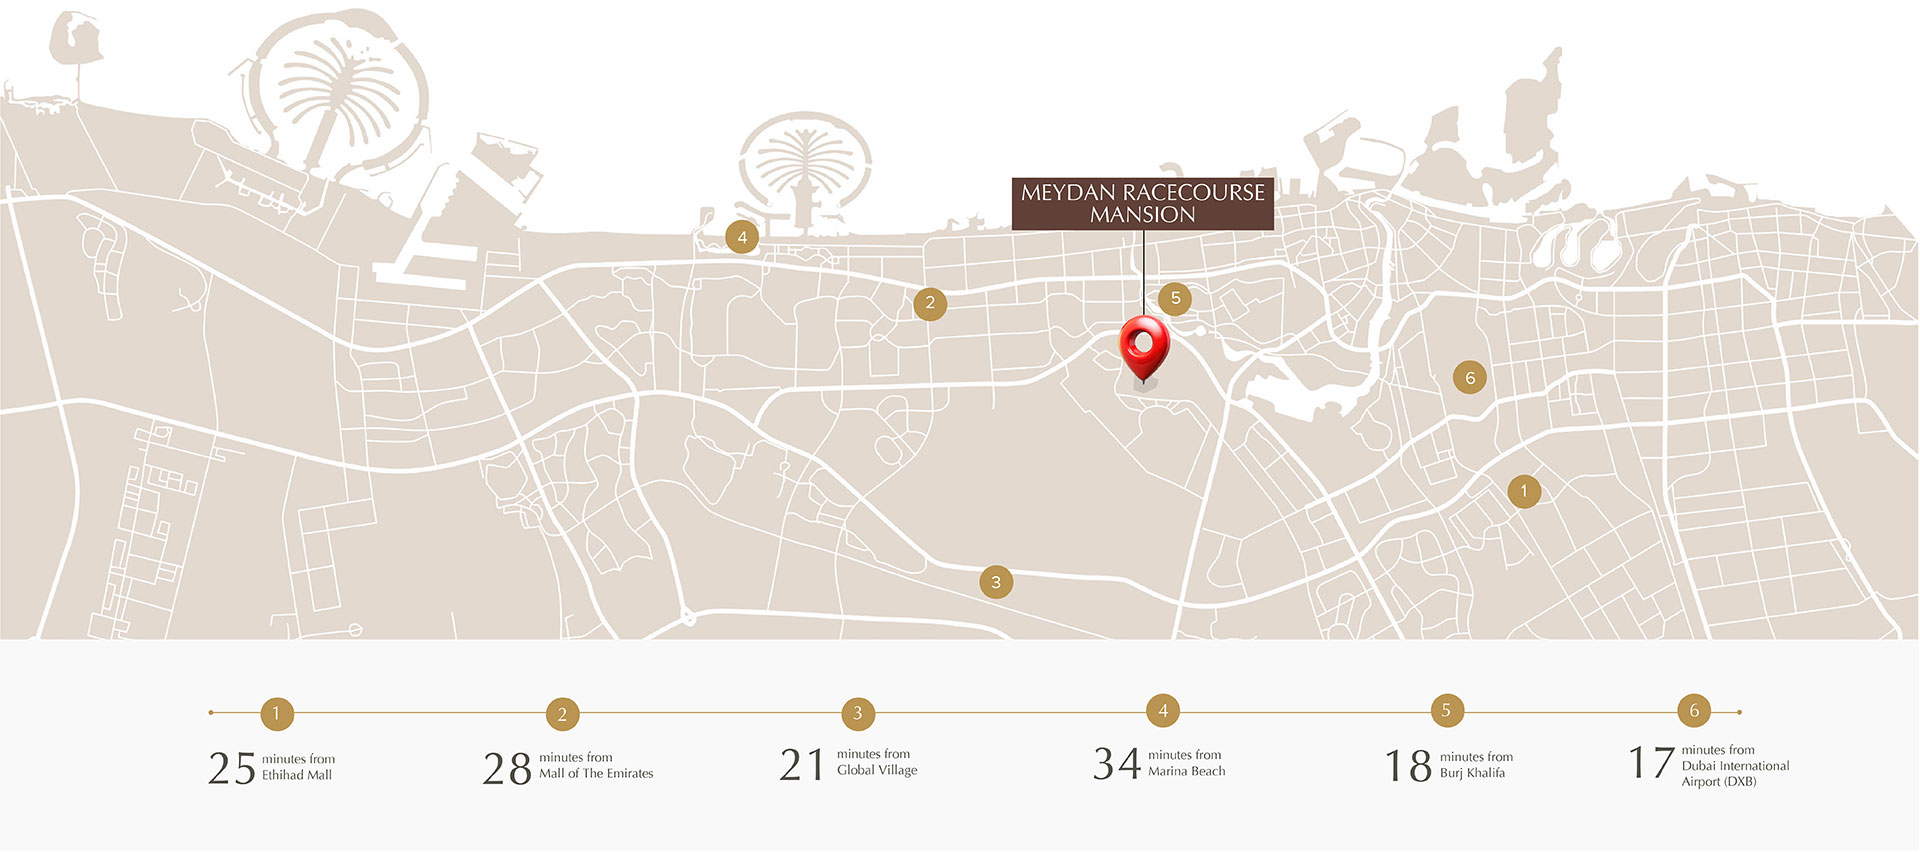 MEYDAN RACECOURSE
MANSION
4
2
5
6
1
3
1
2
3
4
5
6
25 minutes from
Ethihad Mall
28 minutes from
Mall of The Emirates
21 minutes from
Global Village
34 minutes from
Marina Beach
18 minutes from
Burj Khalifa
17 minutes from
Dubai International
Airport (DXB)